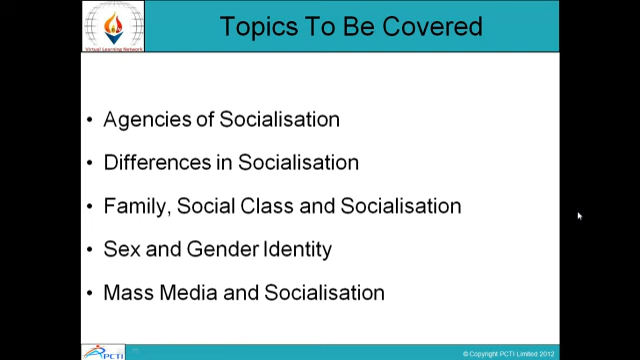 Topics To Be Covered
Virtual Learning Network
• Agencies of Socialisation
• Differences in Socialisation
• Family, Social Class and Socialisation
• Sex and Gender Identity
• Mass Media and Socialisation
PCTI
© Copyright PCTI Limited 2012